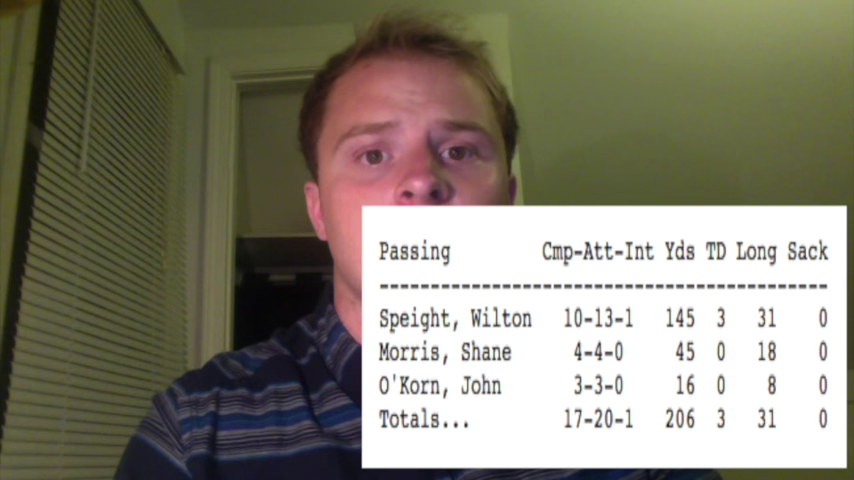 Passing Cmp-Att-Int Yds TD Long Sack
--------------------------------------------
Speight, Wilton 10-13-1 145 3 31 0
Morris, Shane 4-4-0 45 0 18 0
O'Korn, John 3-3-0 16 0 8 0
Totals... 17-20-1 206 3 31 0